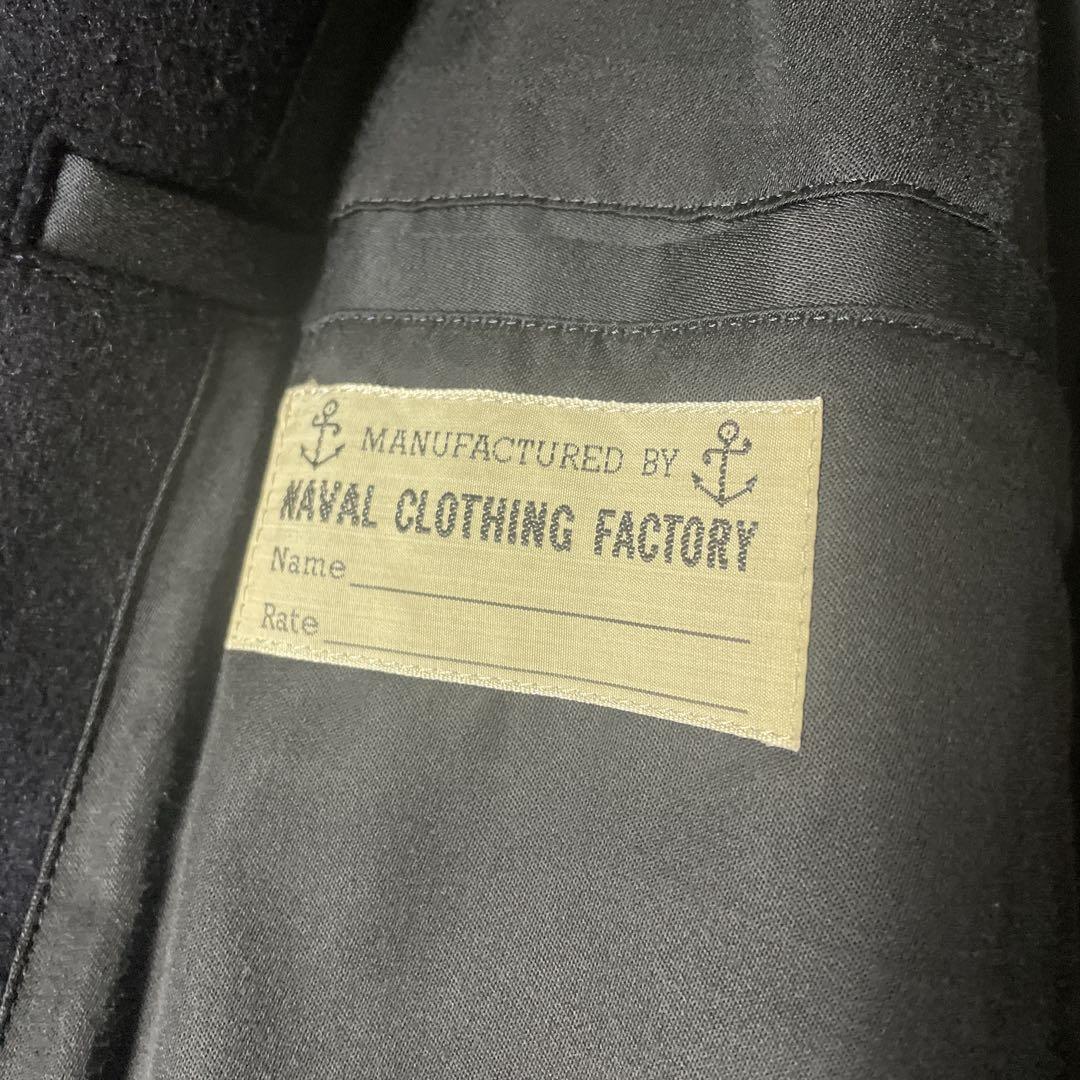 MANUFACTURED BY
NAVAL CLOTHING FACTORY
Name
Rate